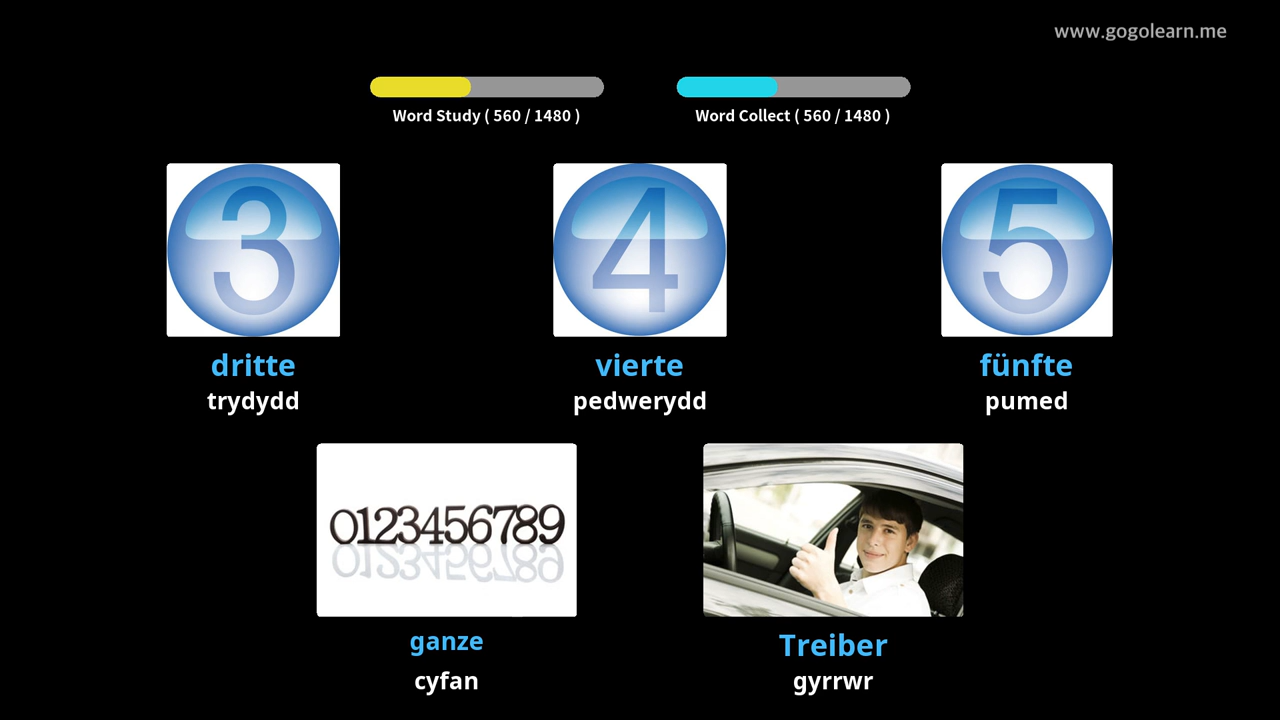 www.gogolearn.me
Word Study ( 560 / 1480 )
Word Collect ( 560 / 1480 )
3
4
5
dritte
vierte
fünfte
trydydd
pedwerydd
pumed
0123456789
ganze
Treiber
cyfan
gyrrwr